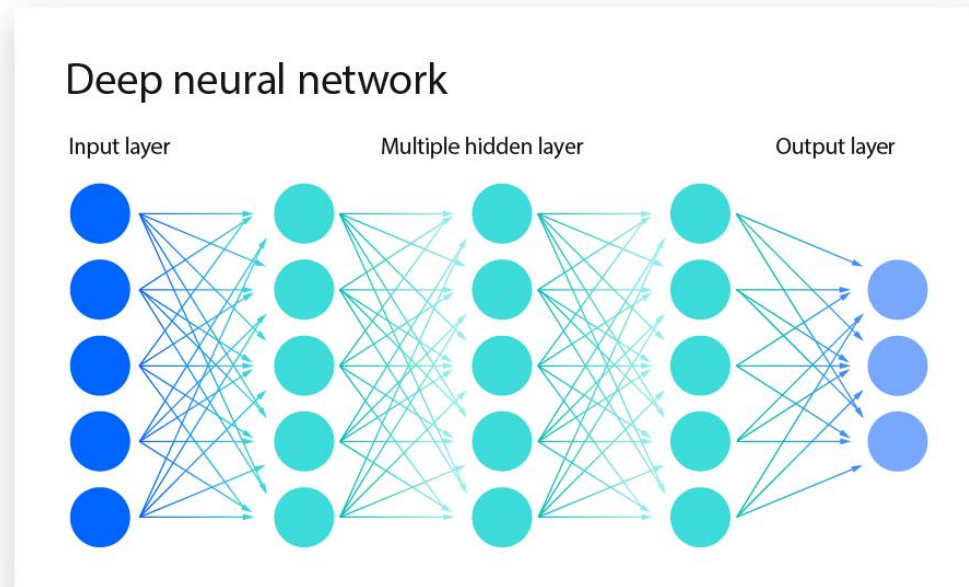 Deep neural network
Input layer
Multiple hidden layer
Output layer